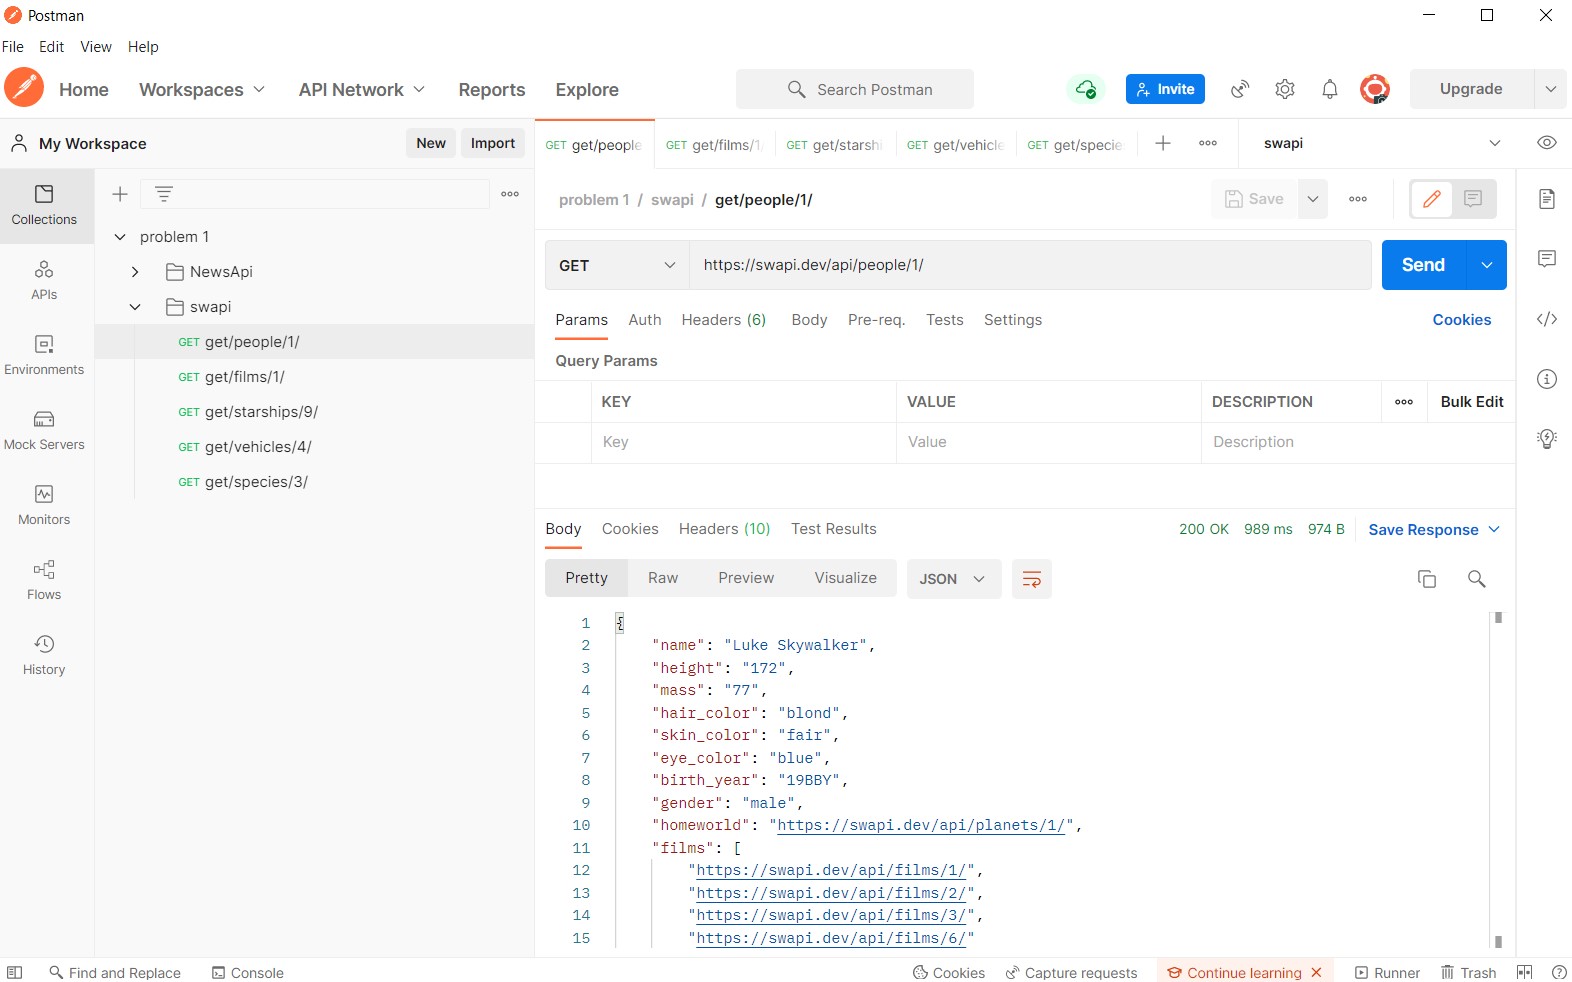 Postman
File Edit View Help
Home Workspaces API Network Reports Explore Search Postman Invite Upgrade
My Workspace New Import
GET get/people GET get/films/1/ GET get/starshi GET get/vehicle GET get/specie swapi
Collections
APIs
Environments
Mock Servers
Monitors
Flows
History
problem 1
NewsApi
swapi
GET get/people/1/
GET get/films/1/
GET get/starships/9/
GET get/vehicles/4/
GET get/species/3/
problem 1 / swapi / get/people/1/ Save
GET https://swapi.dev/api/people/1/ Send
Params Auth Headers (6) Body Pre-req. Tests Settings Cookies
Query Params
KEY VALUE DESCRIPTION Bulk Edit
Key Value Description
Body Cookies Headers (10) Test Results 200 OK 989 ms 974 B Save Response
Pretty Raw Preview Visualize JSON
1 {
2 "name": "Luke Skywalker",
3 "height": "172",
4 "mass": "77",
5 "hair_color": "blond",
6 "skin_color": "fair",
7 "eye_color": "blue",
8 "birth_year": "19BBY",
9 "gender": "male",
10 "homeworld": "https://swapi.dev/api/planets/1/",
11 "films": [
12 "https://swapi.dev/api/films/1/",
13 "https://swapi.dev/api/films/2/",
14 "https://swapi.dev/api/films/3/",
15 "https://swapi.dev/api/films/6/"
Find and Replace Console Cookies Capture requests Continue learning Runner Trash